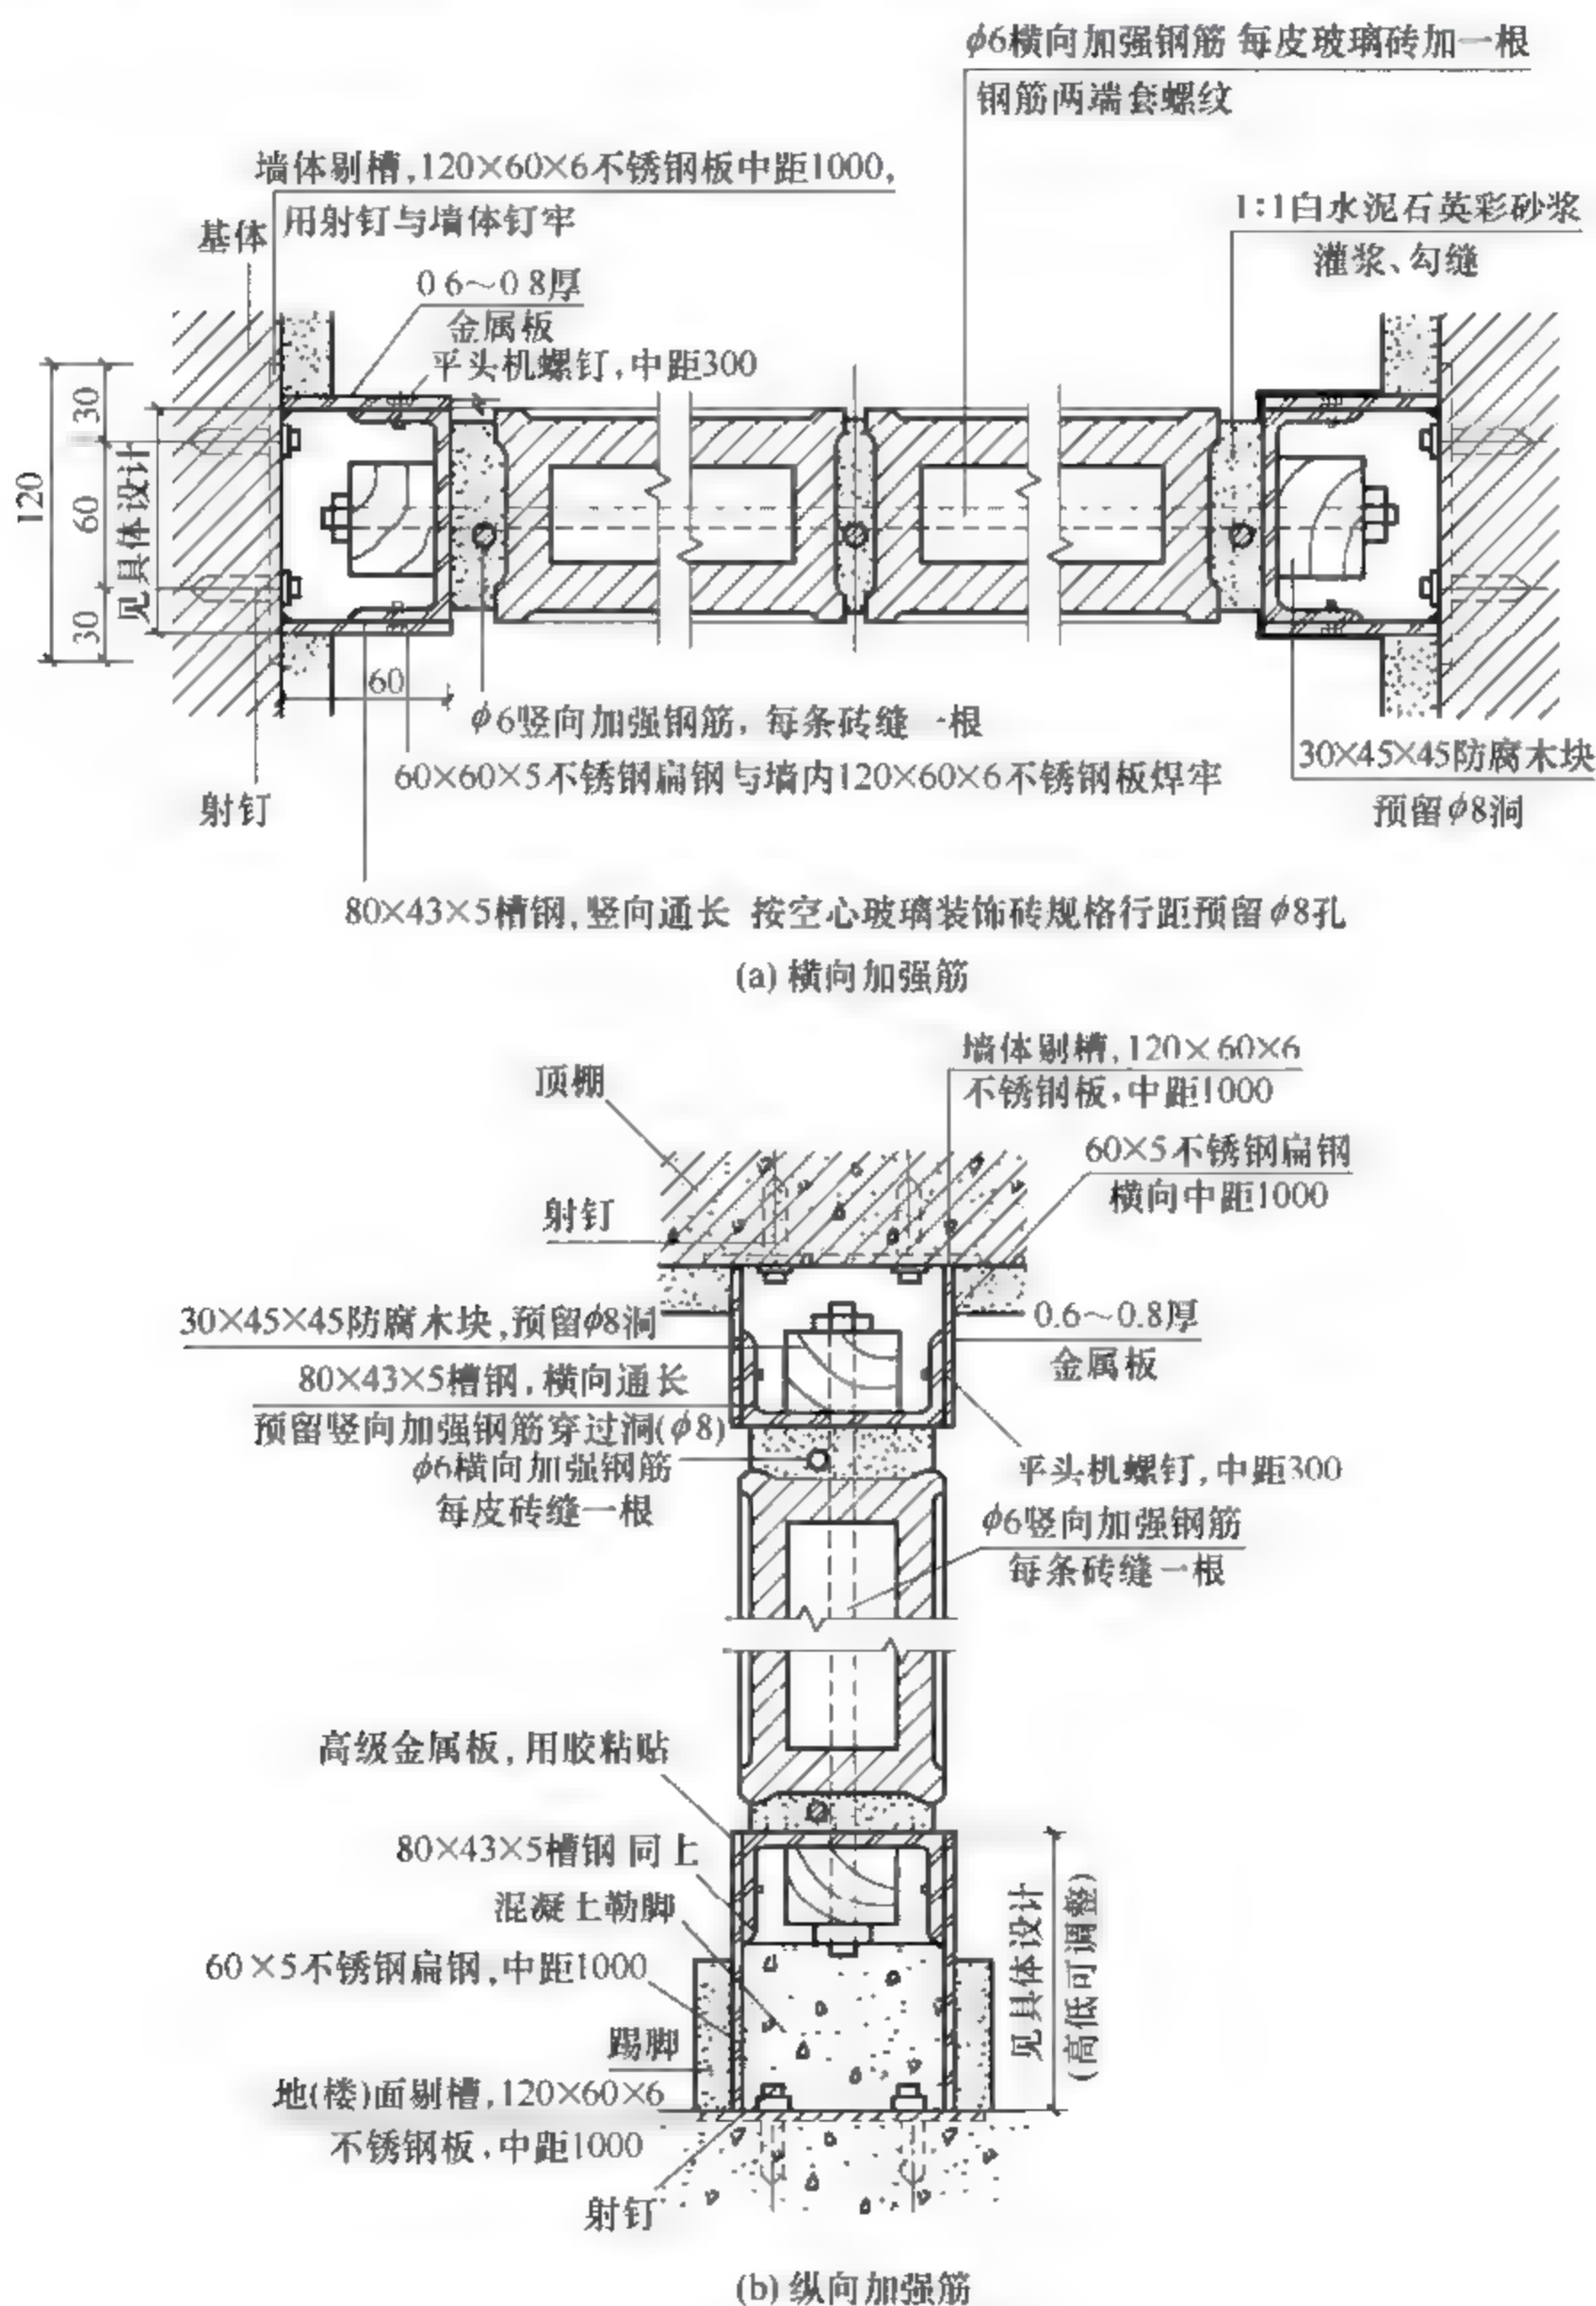 φ6横向加强钢筋 每皮玻璃砖加一根
钢筋两端套螺纹
墙体剔槽,120×60×6不锈钢板中距1000,
用射钉与墙体钉牢
1:1白水泥石英彩砂浆
灌浆、勾缝
基体
0 6～0 8厚
金属板
平头机螺钉,中距300
30
60
30
120
见具体设计
60
φ6竖向加强钢筋, 每条砖缝一根
60×60×5不锈钢扁钢与墙内120×60×6不锈钢板焊牢
30×45×45防腐木块
预留φ8洞
射钉
80×43×5槽钢,竖向通长 按空心玻璃装饰砖规格行距预留φ8孔
(a) 横向加强筋
墙体剔槽,120×60×6
不锈钢板,中距1000
顶棚
60×5不锈钢扁钢
横向中距1000
射钉
30×45×45防腐木块,预留φ8洞
0.6～0.8厚
金属板
80×43×5槽钢,横向通长
预留竖向加强钢筋穿过洞(φ8)
φ6横向加强钢筋
每皮砖缝一根
平头机螺钉,中距300
φ6竖向加强钢筋
每条砖缝一根
高级金属板,用胶粘贴
80×43×5槽钢 同上
混凝土勒脚
60×5不锈钢扁钢,中距1000
踢脚
见具体设计
(高低可调整)
地(楼)面剔槽,120×60×6
不锈钢板,中距1000
射钉
(b) 纵向加强筋